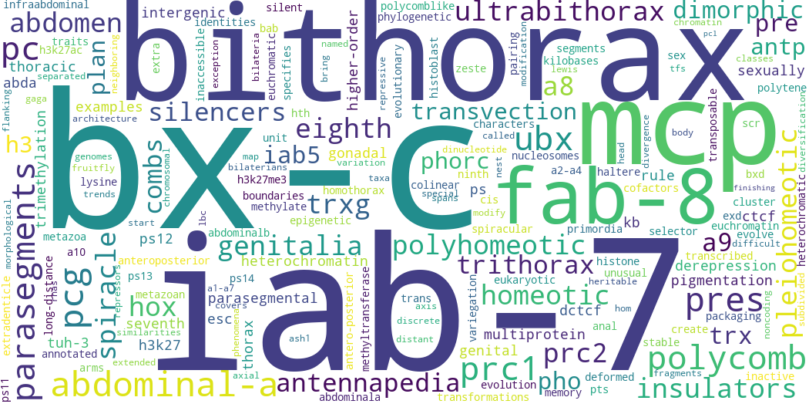 infraabdominal
intergenic
identities
silent
polycomblike
phylogenetic
ultrabithorax
dimorphic
abdomen
bithorax
traits
h3k27ac
neighboring
inaccessible
exception
bilateria
euchromatic
specifies
bab
extra
higher-order
pairing
modification
repressive
evolutionary
histoblast
zeste
segments
kilobases
lewis
sex
tfs
chromatin
pc1
classes
pre
antp
sexually
polytene
pc
plan
thoracic
separated
abda
flanking
gaga
architecture
examples
silencers
hth
unit
map
eighth
iab5
transvection
characters
called
ubx
a8
mcp
transposable
scr
body
divergence
head
variation
diversification
h3
trimethylation
combs
chromosomal
genomes
fruitfly
lysine
trends
bx-c
dinucleotide
ninth
bilaterians
h3k27me3
boundaries
methylate
epigenetic
gonadal
homothorax
phorc
nucleosomes
nest
a2-a4
taxa
colinear
special
spans
ps
cis
modify
fab-8
haltere
rule
cofactors
kb
primordia
bxd
finishing
cluster
exd
ctcf
euchromatin
evolve
selector
difficult
heterochromatic
pleiohomeotic
parasegments
morphological
metazoa
start
lbc
abdominalb
trxg
spiracular
ps12
genitalia
polyhomeotic
a9
a10
anteroposterior
heterochromatin
iab-7
trithorax
histone
derepression
transcribed
pcg
spiracle
ps13
ps14
metazoan
parasegmental
hox
esc
a1-a7
covers
trans
axis
discrete
distant
homeotic
unusual
eukaryotic
heritable
dctcf
multiprotein
anal
hom
pres
pigmentation
packaging
trx
create
stable
noncoding
subdivided
long-distance
extradenticle
tuh-3
has
seventh
h3k27
repressors
similarities
phenomena
ash1
thorax
antero-posterior
methyltransferase
variegation
genital
prc2
prc1
pho
polycomb
annotated
arms
extended
axial
ps11
abdominal-a
antennapedia
abdominala
evolution
transformations
deformed
pts
memory
fragments
inactive
insulators